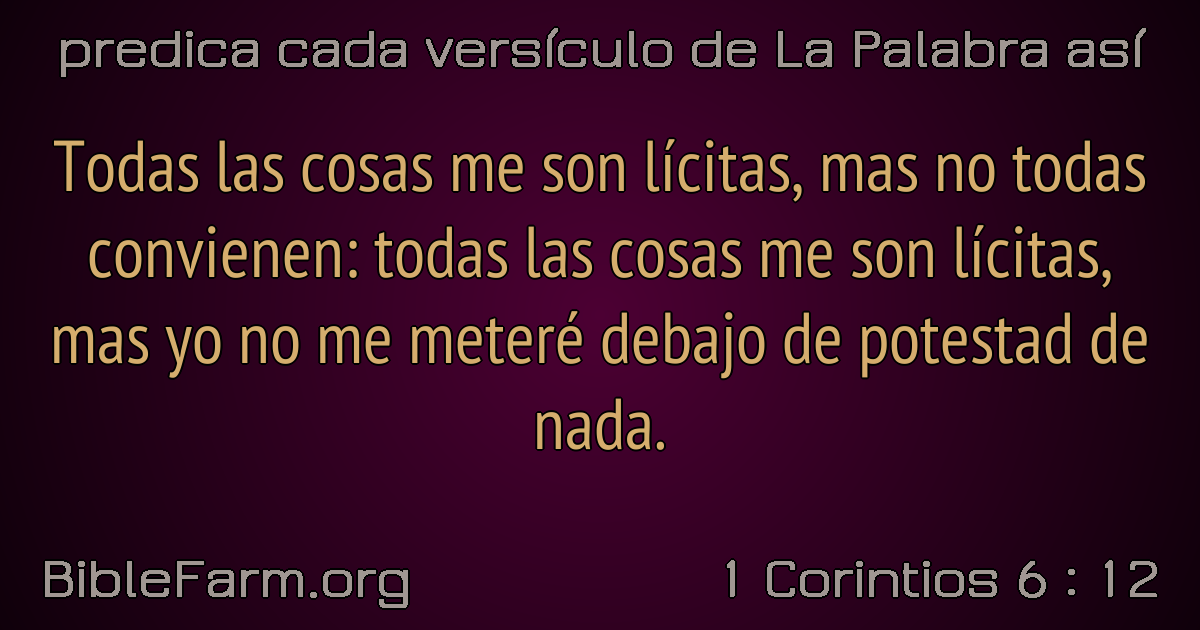 predica cada versículo de La Palabra así
Todas las cosas me son lícitas, mas no todas
convienen: todas las cosas me son lícitas,
mas yo no me meteré debajo de potestad de
nada.
BibleFarm.org
1 Corintios 6 : 12